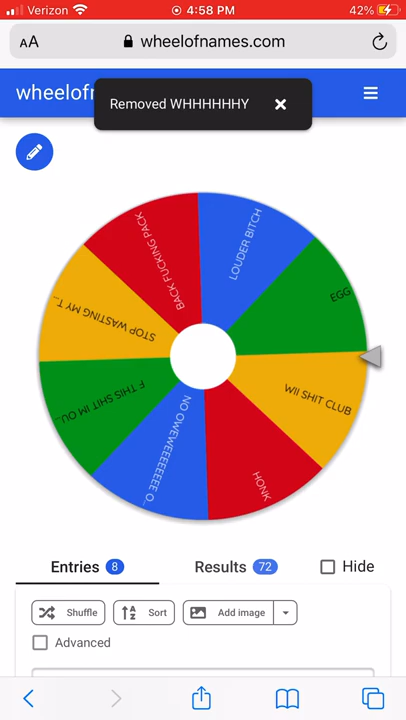 Verizon 4:58 PM 42%
AA wheelofnames.com
wheelofn
Removed WHHHHHHY
BACK FUCKING PACK
LOUDER BITCH
EGG
STOP WASTING MY T...
WII SHIT CLUB
F THIS SHIT IM OU...
NO OWEWEEEEEEEE O...
HONK
Entries 8 Results 72 Hide
Shuffle Sort Add image
Advanced